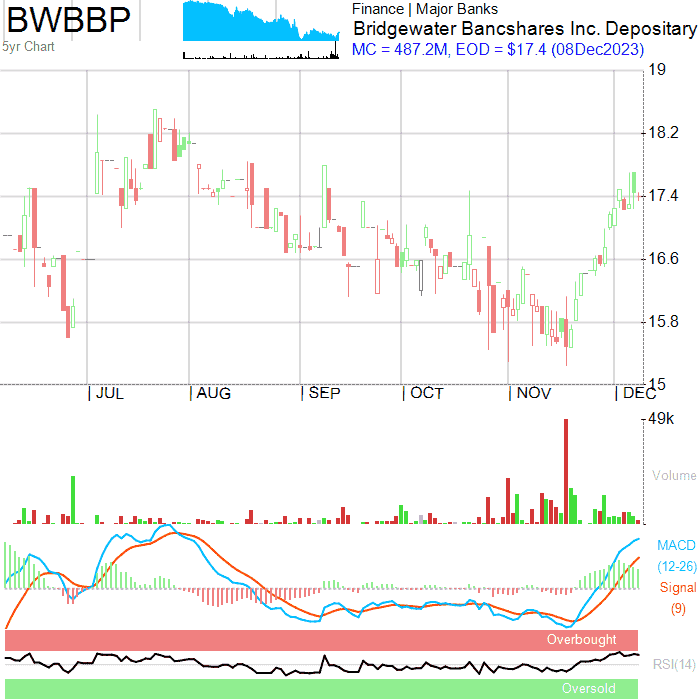 BWBBP
5yr Chart
Finance | Major Banks
Bridgewater Bancshares Inc. Depositary
MC = 487.2M, EOD = $17.4 (08Dec2023)
19
18.2
17.4
16.6
15.8
15
JUL AUG SEP OCT NOV DEC
49k
Volume
MACD
(12-26)
Signal
(9)
Overbought
RSI(14)
Oversold